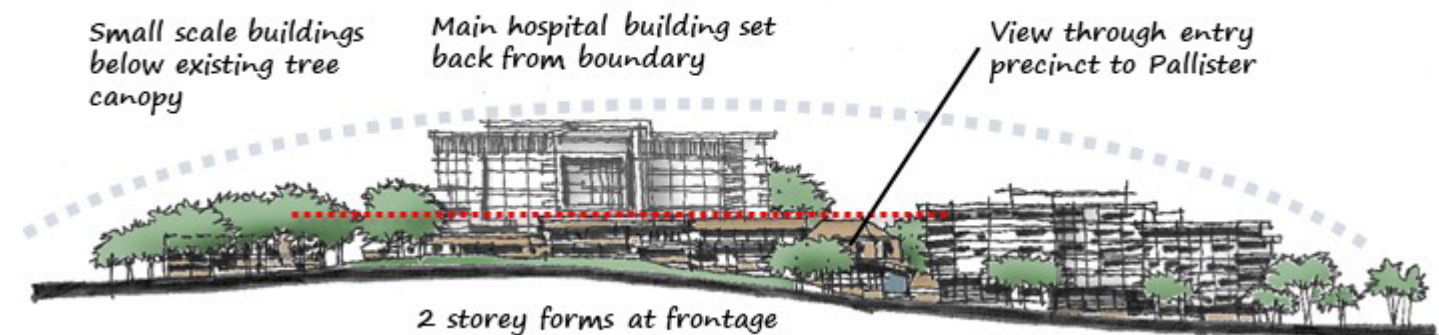 Small scale buildings
below existing tree
canopy
Main hospital building set
back from boundary
View through entry
precinct to Pallister
2 storey forms at frontage